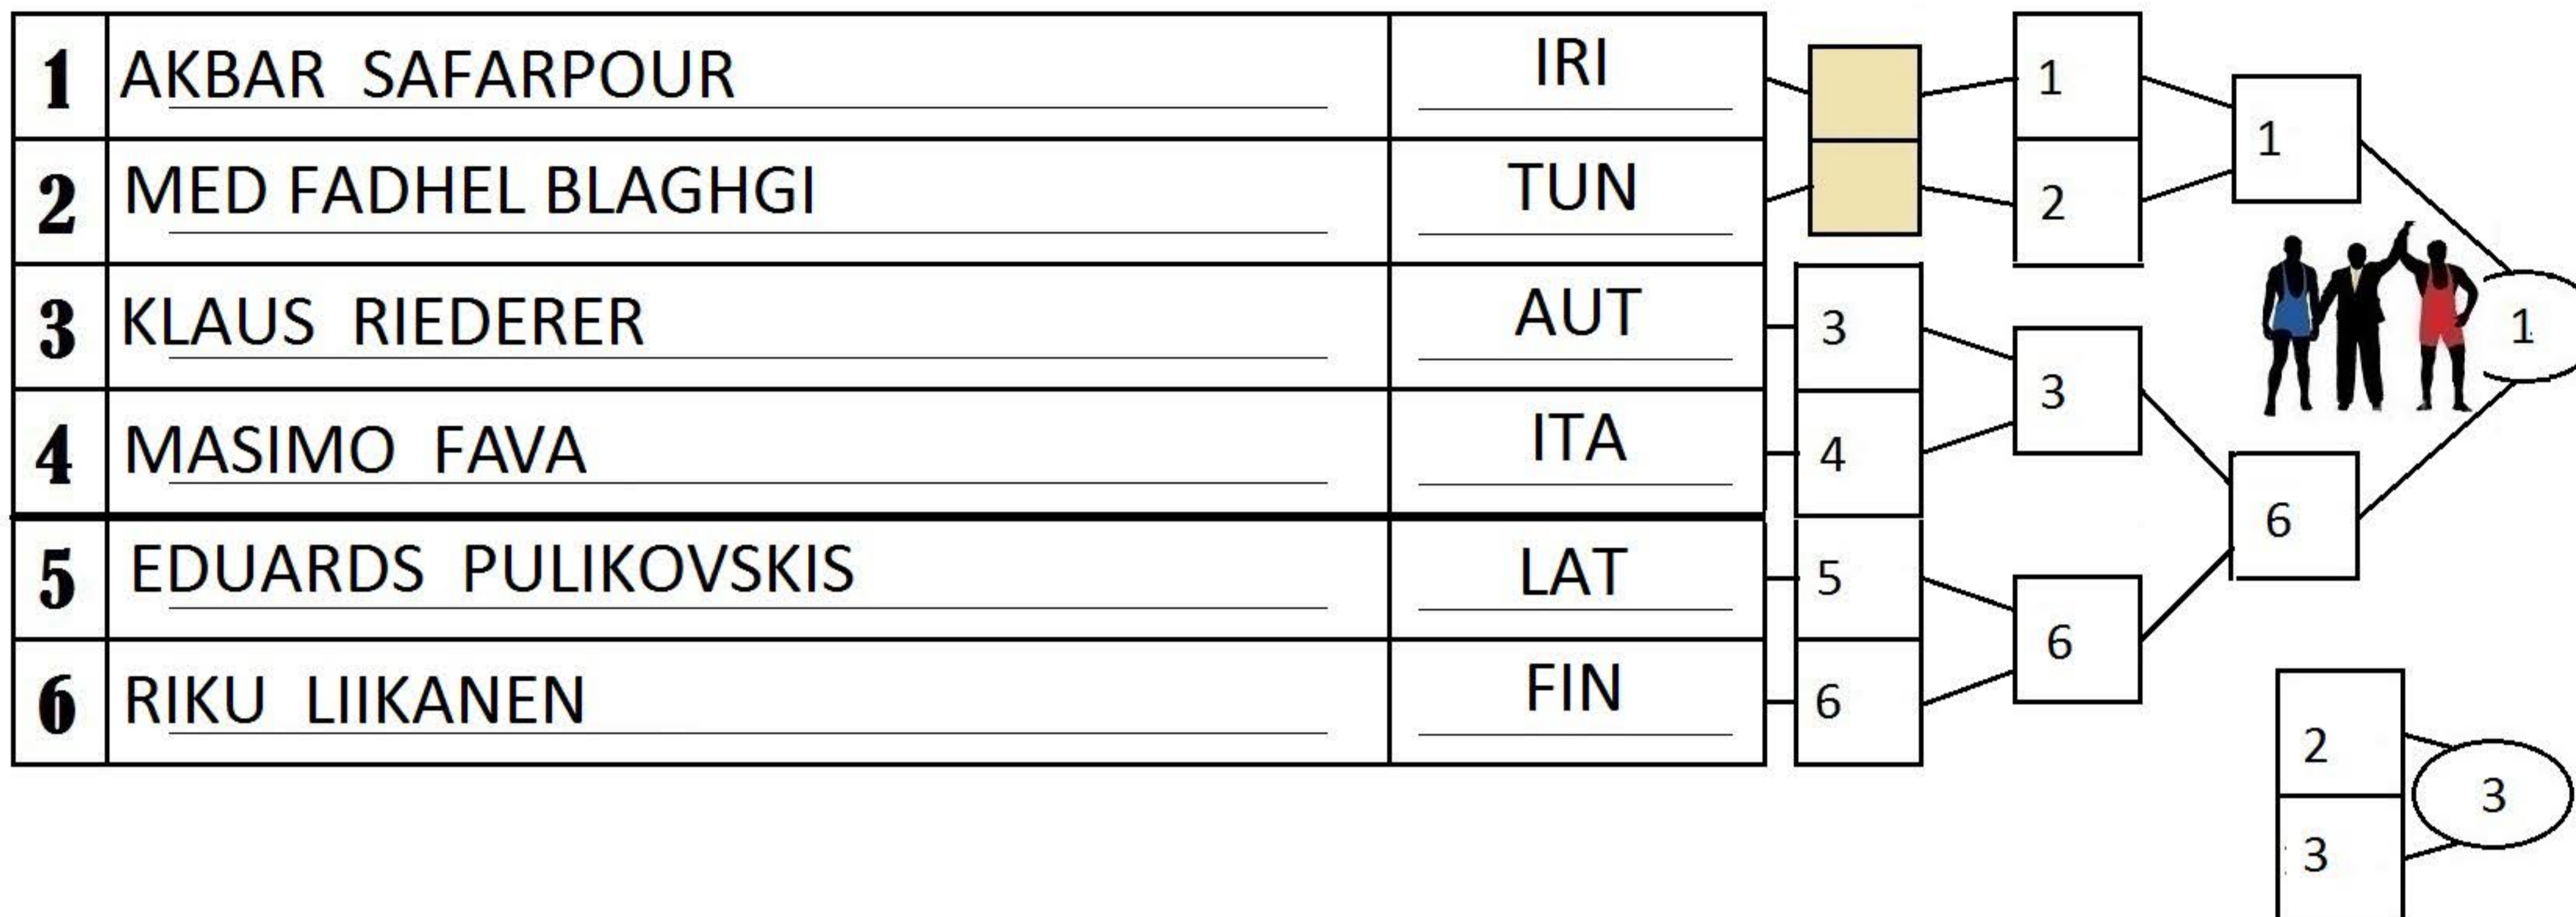 1 AKBAR SAFARPOUR IRI
2 MED FADHEL BLAGHGI TUN
3 KLAUS RIEDERER AUT
4 MASIMO FAVA ITA
5 EDUARDS PULIKOVSKIS LAT
6 RIKU LIIKANEN FIN
3
4
5
6
1
2
3
6
1
6
1
2
3
3